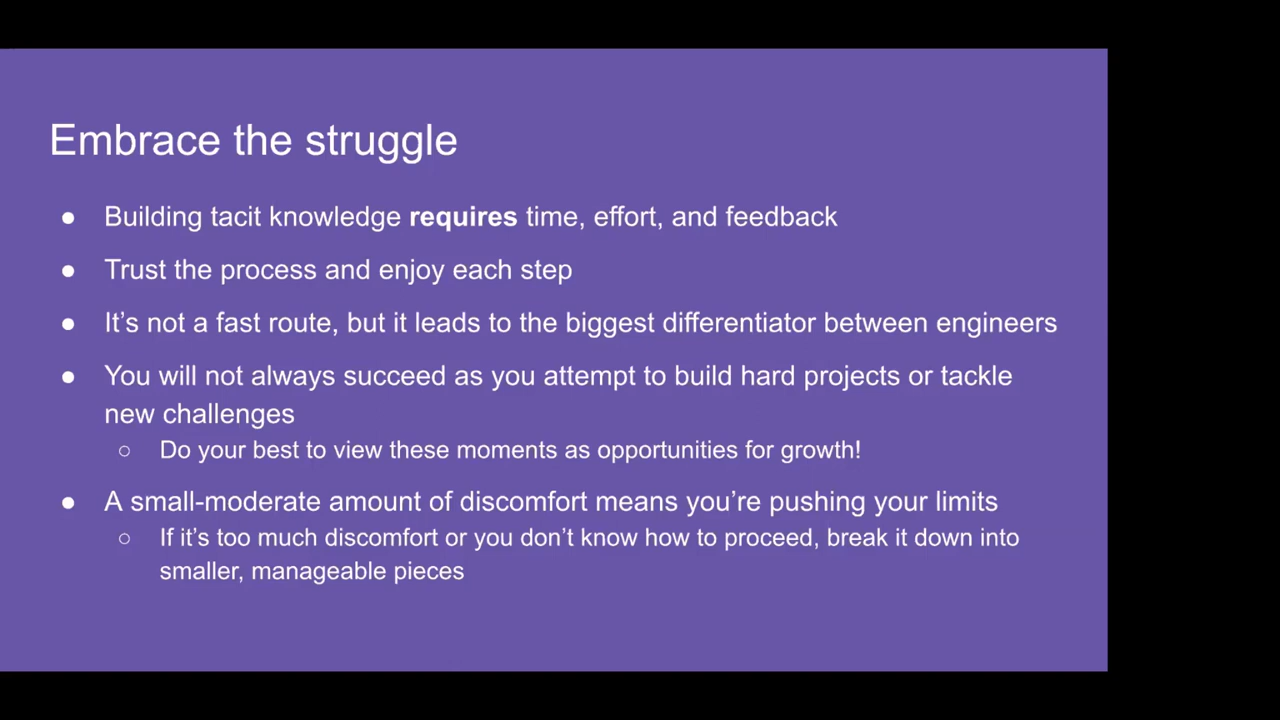 Embrace the struggle
● Building tacit knowledge requires time, effort, and feedback
● Trust the process and enjoy each step
● It’s not a fast route, but it leads to the biggest differentiator between engineers
● You will not always succeed as you attempt to build hard projects or tackle
new challenges
○ Do your best to view these moments as opportunities for growth!
● A small-moderate amount of discomfort means you’re pushing your limits
○ If it’s too much discomfort or you don’t know how to proceed, break it down into
smaller, manageable pieces